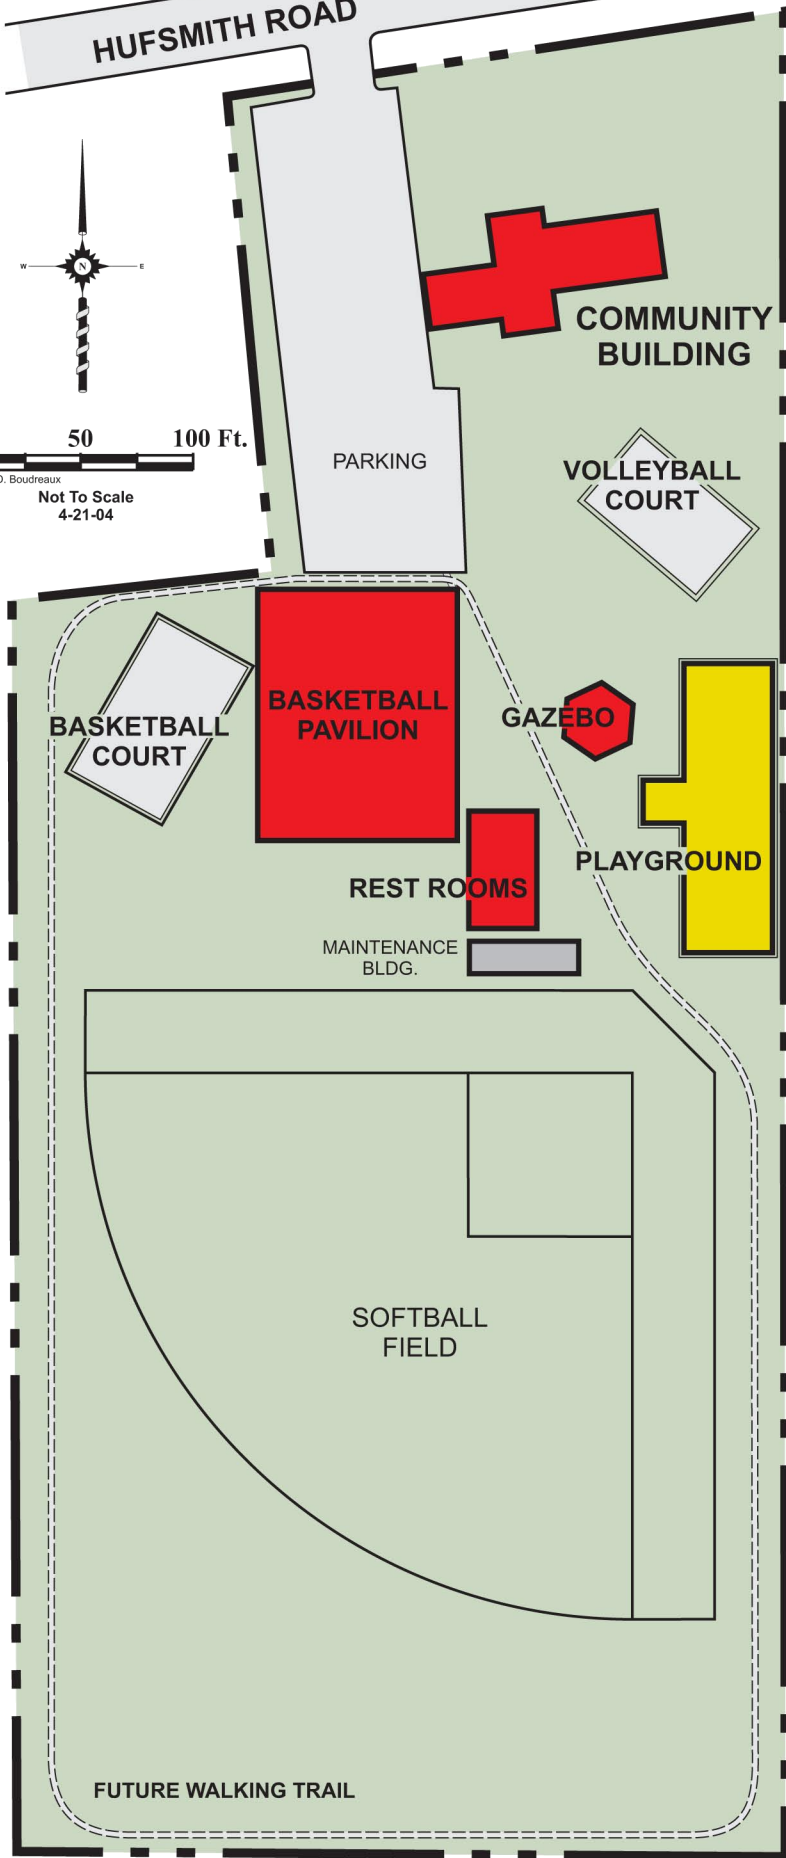 HUFSMITH ROAD
N
W
E
COMMUNITY
BUILDING
50 100 Ft.
D. Boudreaux
Not To Scale
4-21-04
PARKING
VOLLEYBALL
COURT
BASKETBALL
COURT
BASKETBALL
PAVILION
GAZEBO
PLAYGROUND
REST ROOMS
MAINTENANCE
BLDG.
SOFTBALL
FIELD
FUTURE WALKING TRAIL